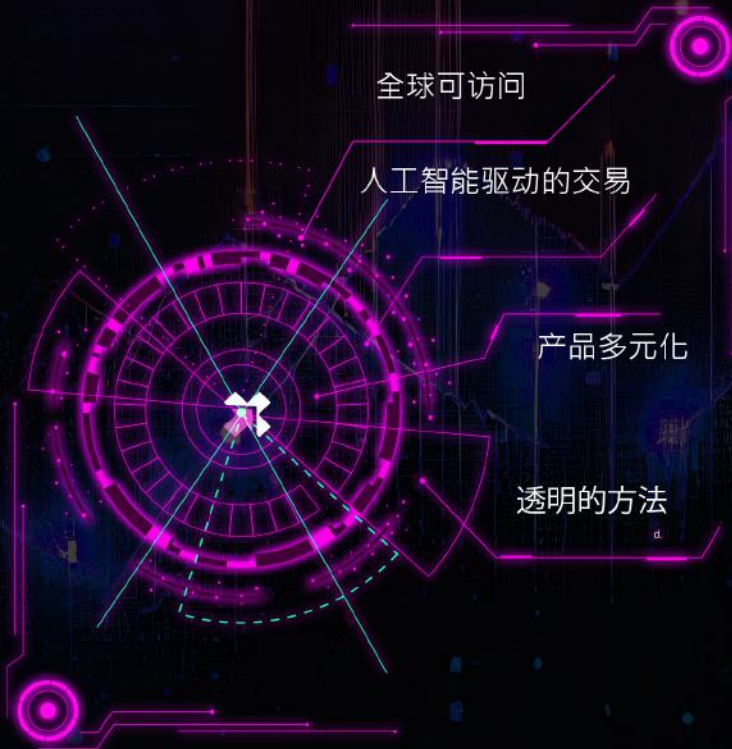 全球可访问
人工智能驱动的交易
产品多元化
透明的方法
d.